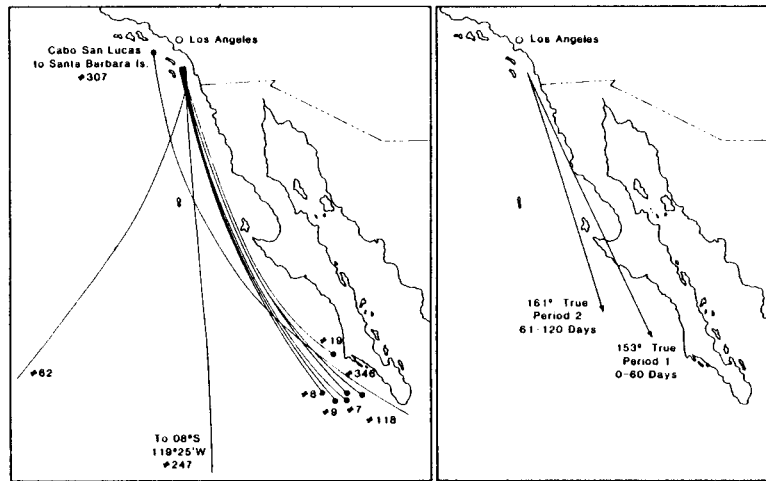 Los Angeles
Cabo San Lucas
to Santa Barbara Is.
#307
#19
#346
#62
#8
#9
#7
#118
To 08°S
119°25'W
#247
Los Angeles
161° True
Period 2
61-120 Days
153° True
Period 1
0-60 Days